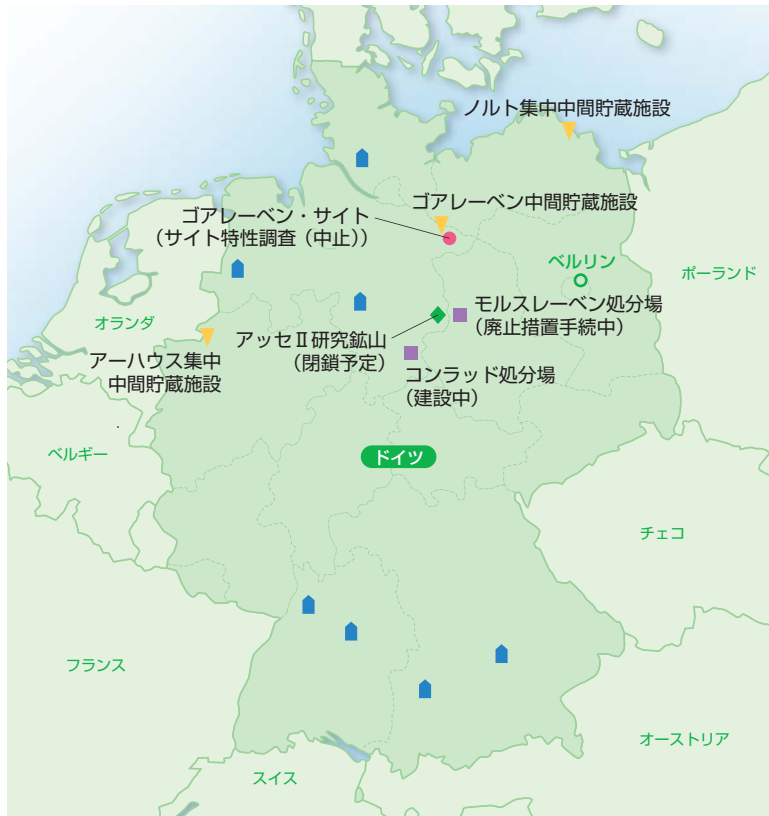 ノルト集中中間貯蔵施設
ゴアレーベン中間貯蔵施設
ゴアレーベン・サイト
（サイト特性調査（中止））
ベルリン
ポーランド
オランダ
モルスレーベン処分場
（廃止措置手続中）
アッセⅡ研究鉱山
（閉鎖予定）
アーハウス集中
中間貯蔵施設
コンラッド処分場
（建設中）
ベルギー
ドイツ
チェコ
フランス
オーストリア
スイス